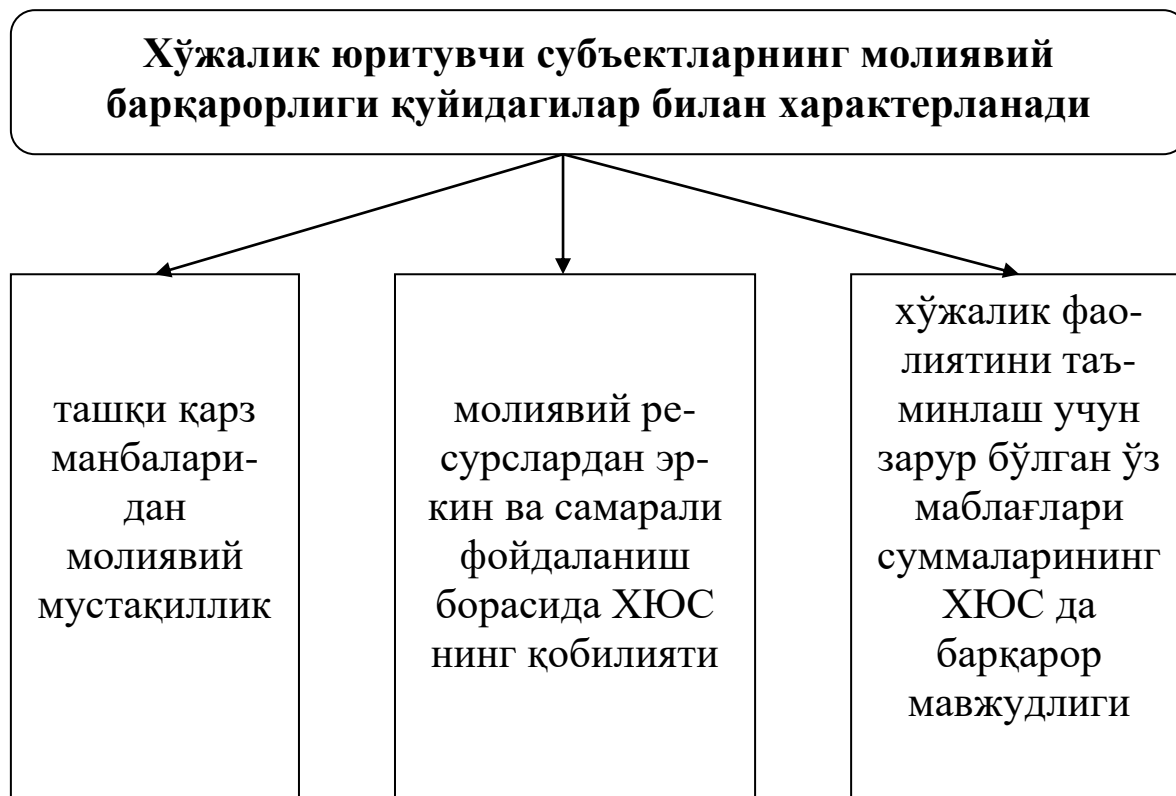 Хўжалик юритувчи субъектларнинг молиявий
барқарорлиги қуйидагилар билан характерланади
ташқи қарз
манбалари-
дан
молиявий
мустақиллик
молиявий ре-
сурслардан эр-
кин ва самарали
фойдаланиш
борасида ХЮС
нинг қобилияти
хўжалик фао-
лиятини таъ-
минлаш учун
зарур бўлган ўз
маблағлари
суммаларининг
ХЮС да
барқарор
мавжудлиги